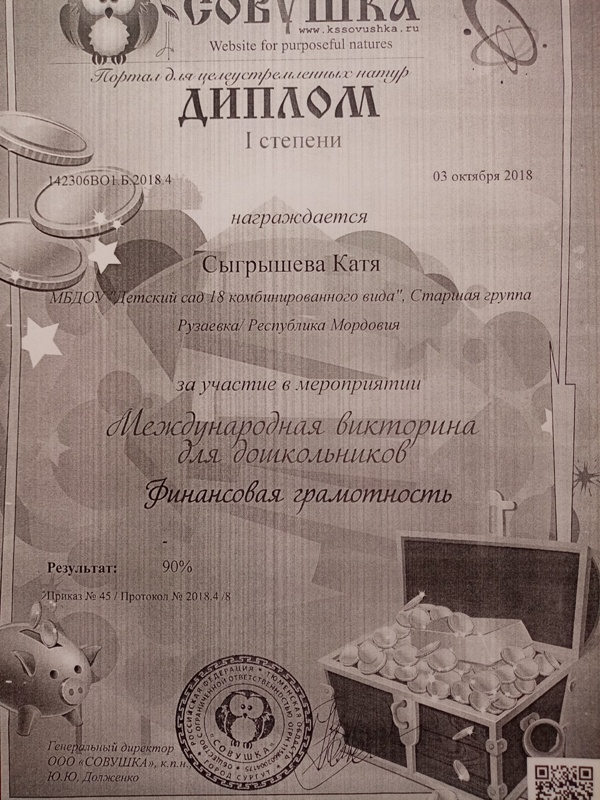 СОВУШКА
www.kssovushka.ru
Website for purposeful natures
Портал для целеустремленных натур
ДИПЛОМ
I степени
142306ВО1.Б.2018.4
03 октября 2018
награждается
Сыгрышева Катя
МБДОУ "Детский сад 18 комбинированного вида", Старшая группа
Рузаевка/ Республика Мордовия
за участие в мероприятии
Международная викторина
для дошкольников
Финансовая грамотность
-
Результат: 90%
Приказ № 45 / Протокол № 2018.4 /8
РОССИЙСКАЯ ФЕДЕРАЦИЯ * ТЮМЕНСКАЯ ОБЛАСТЬ
ГОРОД СУРГУТ
ОБЩЕСТВО С ОГРАНИЧЕННОЙ ОТВЕТСТВЕННОСТЬЮ
«СОВУШКА»
Генеральный директор
ООО «СОВУШКА», к.п.н.,
Ю.Ю. Долженко